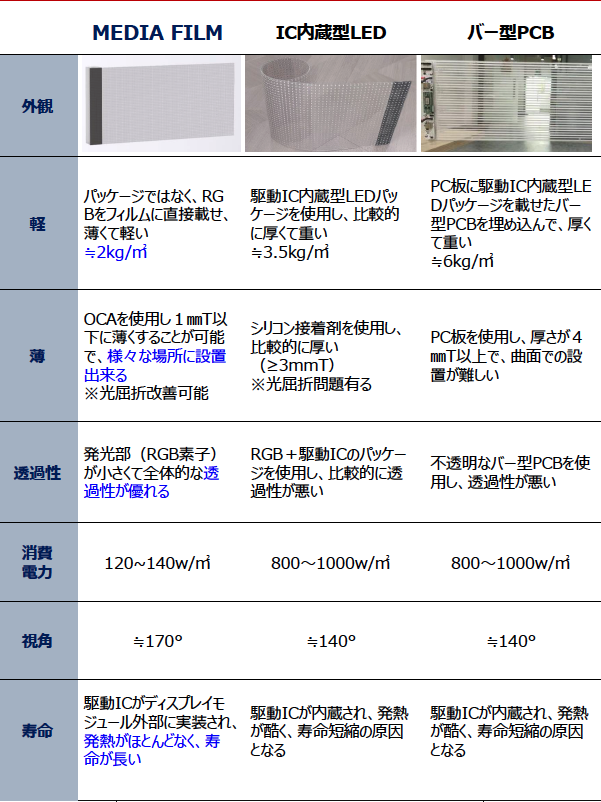 MEDIA FILM
IC内蔵型LED
バー型PCB
外観
軽
パッケージではなく、RG
Bをフィルムに直接載せ、
薄くて軽い
≒2kg/㎡
駆動IC内蔵型LEDパッ
ケージを使用し、比較的
に厚くて重い
≒3.5kg/㎡
PC板に駆動IC内蔵型LE
Dパッケージを載せたバー
型PCBを埋め込んで、厚く
て重い
≒6kg/㎡
薄
OCAを使用し１㎜T以
下に薄くすることが可能
で、様々な場所に設置
出来る
※光屈折改善可能
シリコン接着剤を使用し、
比較的に厚い
（≥3mmT）
※光屈折問題有る
PC板を使用し、厚さが４
㎜T以上で、曲面での設
置が難しい
透過性
発光部（RGB素子）
が小さくて全体的な透
過性が優れる
RGB＋駆動ICのパッケー
ジを使用し、比較的に透
過性が悪い
不透明なバー型PCBを使
用し、透過性が悪い
消費
電力
120~140w/㎡
800～1000w/㎡
800～1000w/㎡
視角
≒170°
≒140°
≒140°
寿命
駆動ICがディスプレイモ
ジュール外部に実装され、
発熱がほとんどなく、寿
命が長い
駆動ICが内蔵され、発熱
が酷く、寿命短縮の原因
となる
駆動ICが内蔵され、発熱
が酷く、寿命短縮の原因
となる